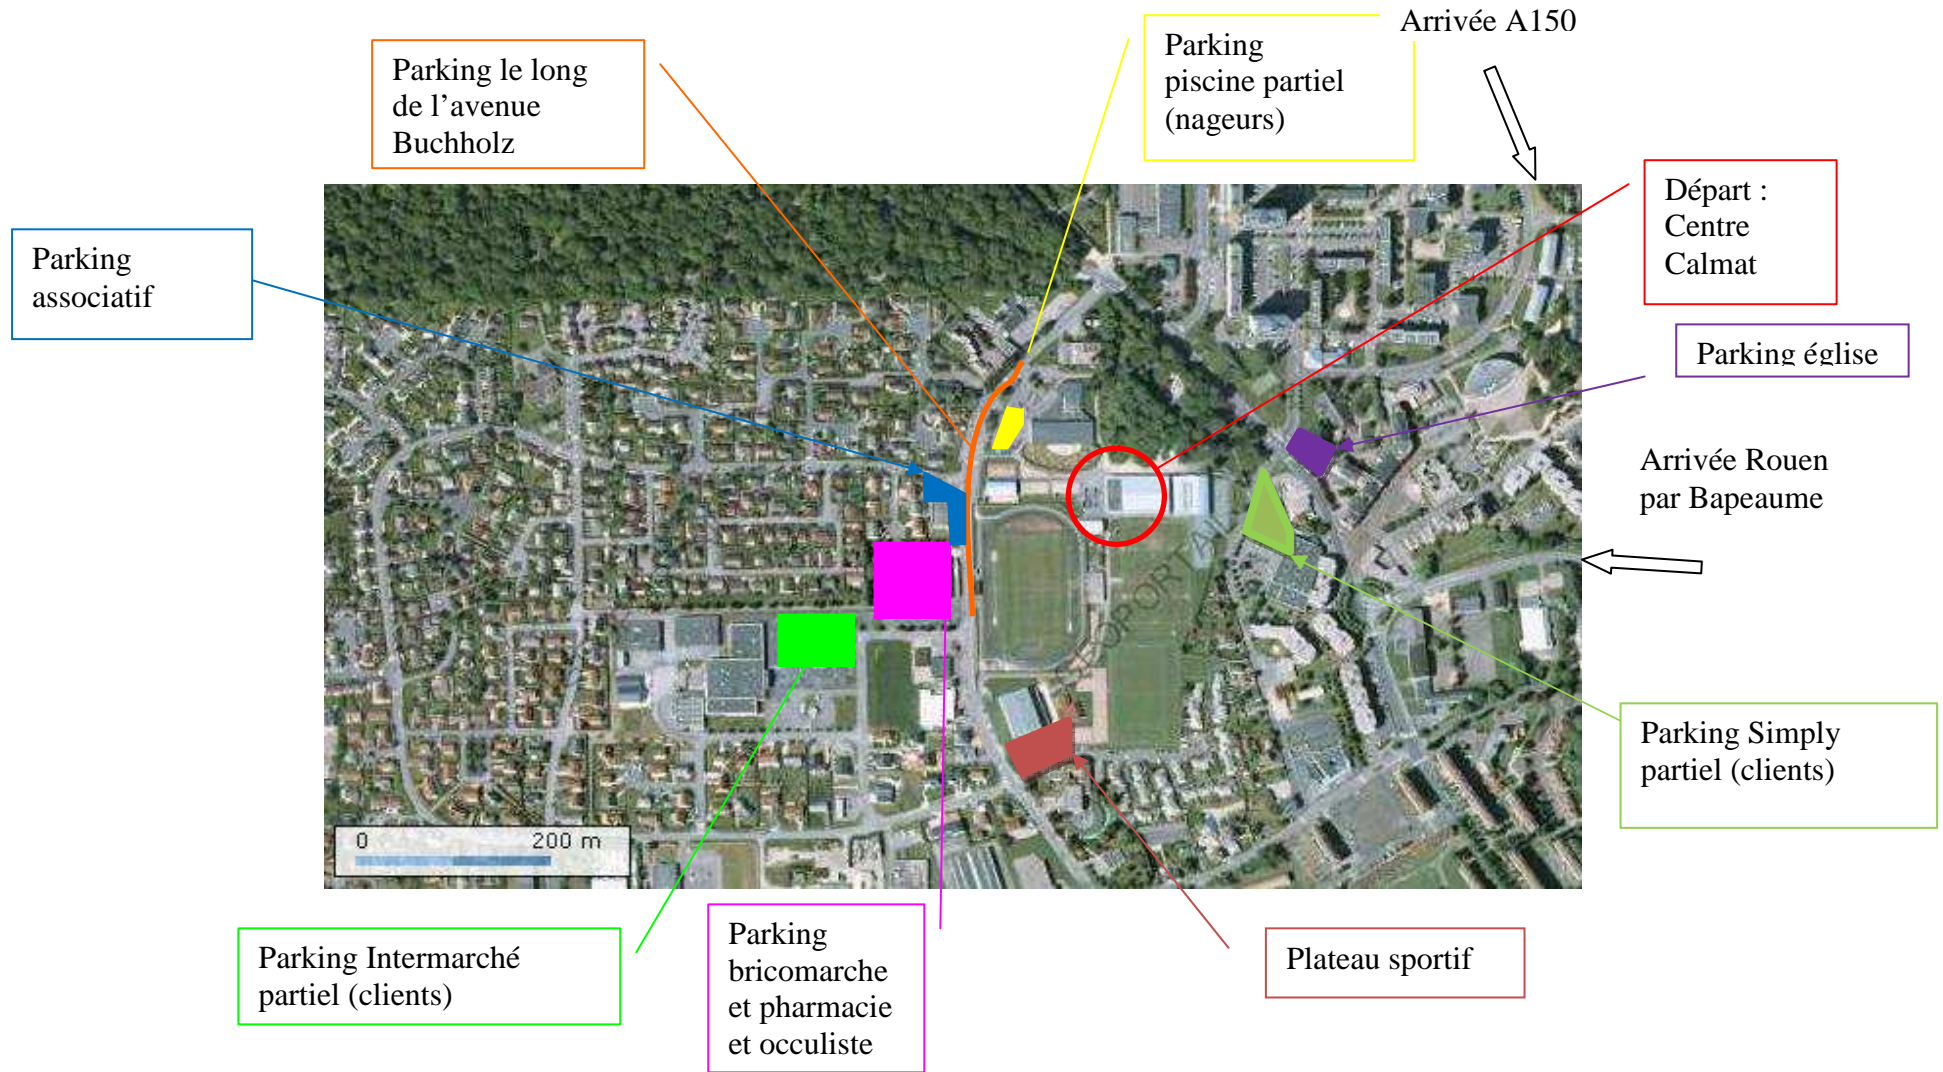 Arrivée A150
Parking le long
de l’avenue
Buchholz
Parking
piscine partiel
(nageurs)
Départ :
Centre
Calmat
Parking
associatif
Parking église
Arrivée Rouen
par Bapeaume
Parking Simply
partiel (clients)
0 200 m
Parking Intermarché
partiel (clients)
Parking
bricomarche
et pharmacie
et occuliste
Plateau sportif